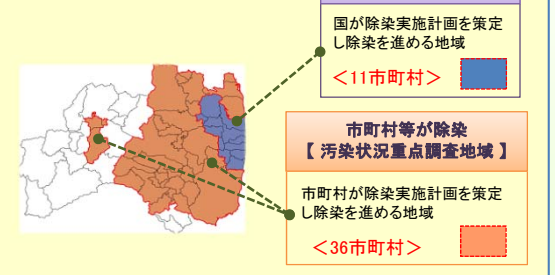 国が除染実施計画を策定
し除染を進める地域
＜11市町村＞
市町村等が除染
【 汚染状況重点調査地域 】
市町村が除染実施計画を策定
し除染を進める地域
＜36市町村＞